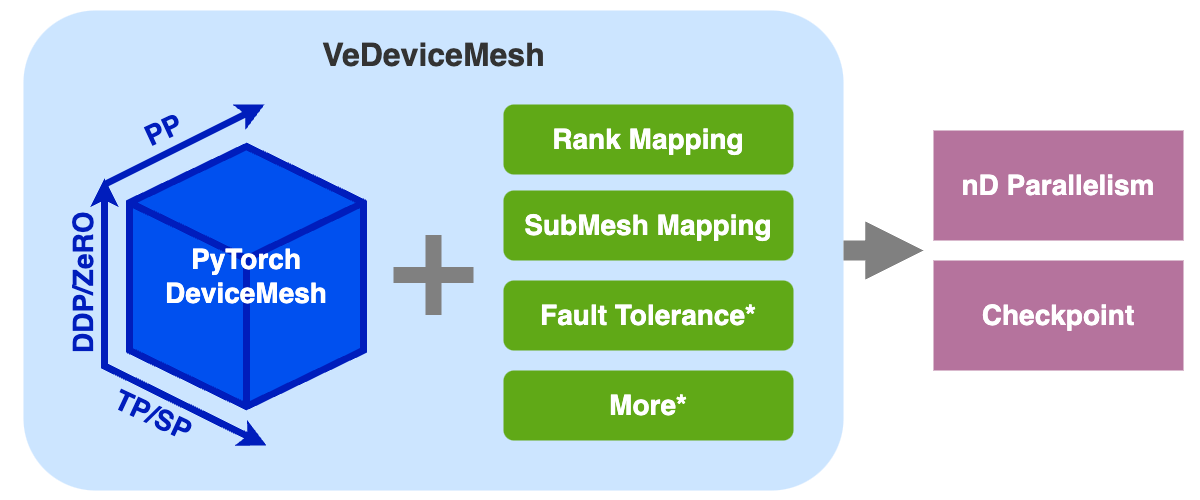 VeDeviceMesh
PP
DDP/ZeRO
TP/SP
PyTorch
DeviceMesh
Rank Mapping
SubMesh Mapping
Fault Tolerance*
More*
nD Parallelism
Checkpoint